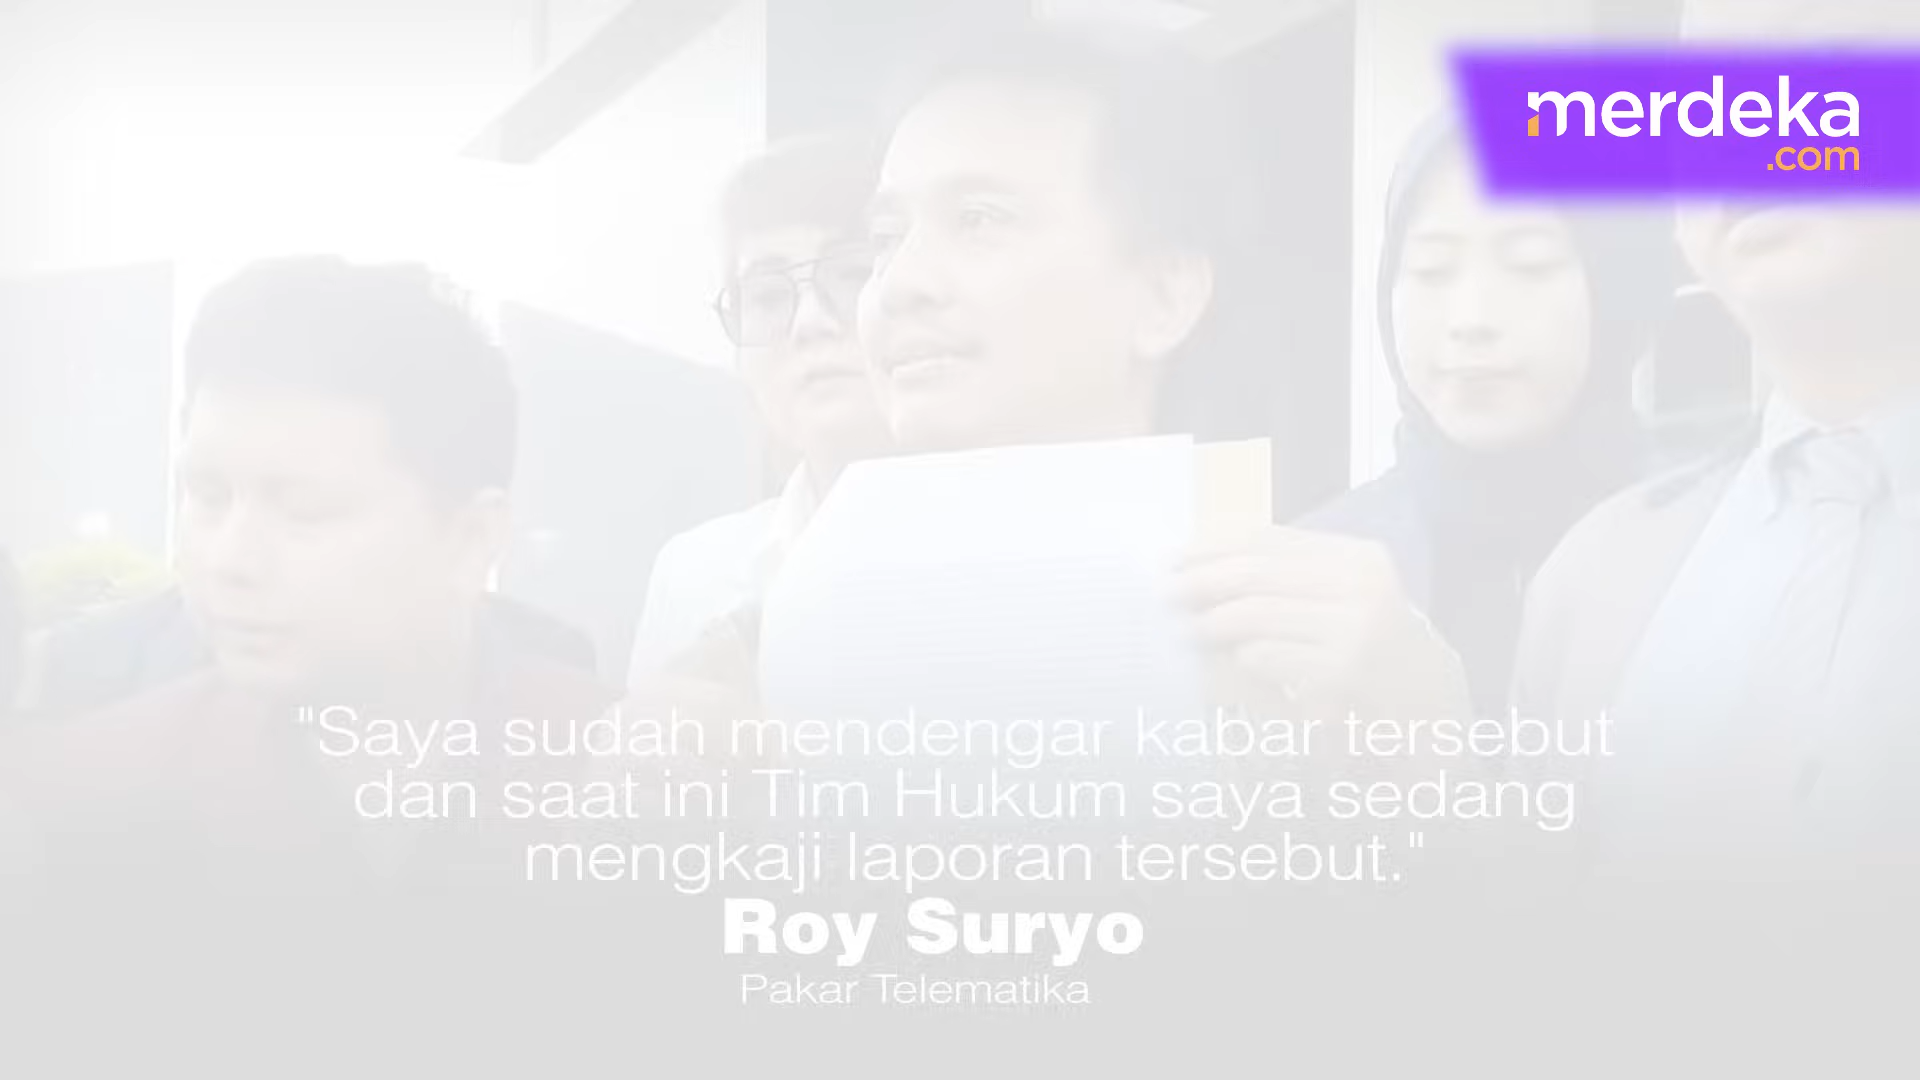 merdeka
.com
"Saya sudah mendengar kabar tersebut
dan saat ini Tim Hukum saya sedang
mengkaji laporan tersebut."
Roy Suryo
Pakar Telematika